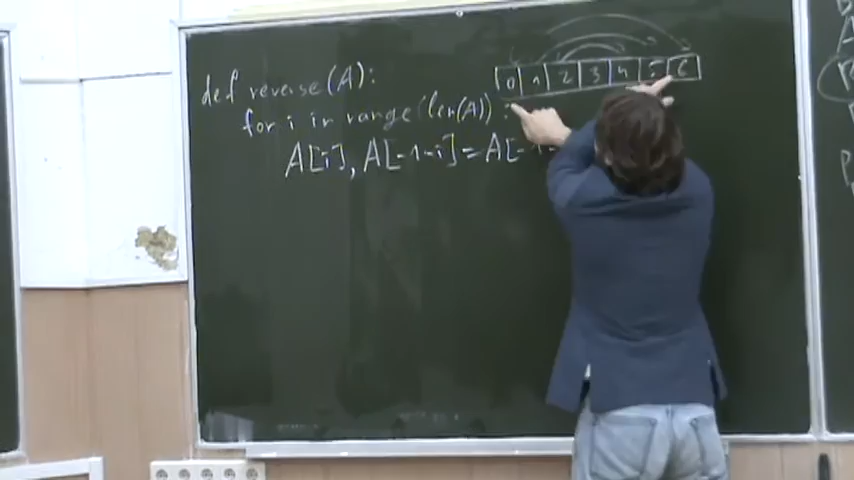 def reverse(A):
for i in range(len(A)):
A[i], A[-1-i] = A[-1-
0 1 2 3 4 5 6